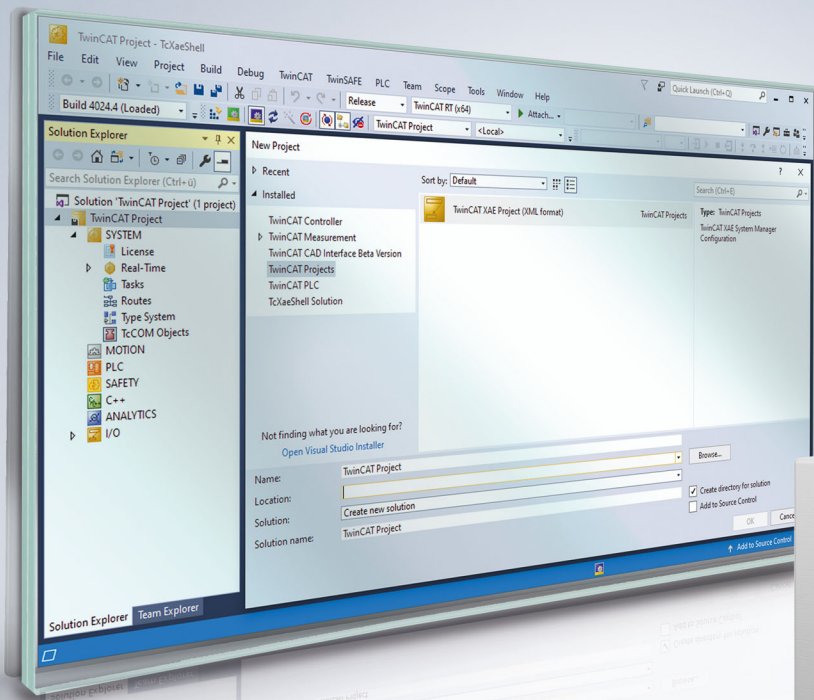 TwinCAT Project - TcXaeShell
File Edit View Project Build Debug TwinCAT TwinSAFE PLC Team Scope Tools Window Help
Quick Launch (Ctrl+Q)
Release
TwinCAT RT (x64)
Attach...
Build 4024.4 (Loaded)
TwinCAT Project
<Local>
Solution Explorer
Search Solution Explorer (Ctrl+ü)
Solution 'TwinCAT Project' (1 project)
TwinCAT Project
SYSTEM
License
Real-Time
Tasks
Routes
Type System
TcCOM Objects
MOTION
PLC
SAFETY
C++
ANALYTICS
I/O
Solution Explorer
Team Explorer
New Project
? X
Recent
Installed
TwinCAT Controller
TwinCAT Measurement
TwinCAT CAD Interface Beta Version
TwinCAT Projects
TwinCAT PLC
TcXaeShell Solution
Not finding what you are looking for?
Open Visual Studio Installer
Sort by: Default
TwinCAT XAE Project (XML format)
TwinCAT Projects
Search (Ctrl+E)
Type: TwinCAT Projects
TwinCAT XAE System Manager
Configuration
Name:
TwinCAT Project
Location:
Browse...
Solution:
Create new solution
Solution name:
TwinCAT Project
Create directory for solution
Add to Source Control
OK
Add to Source Control